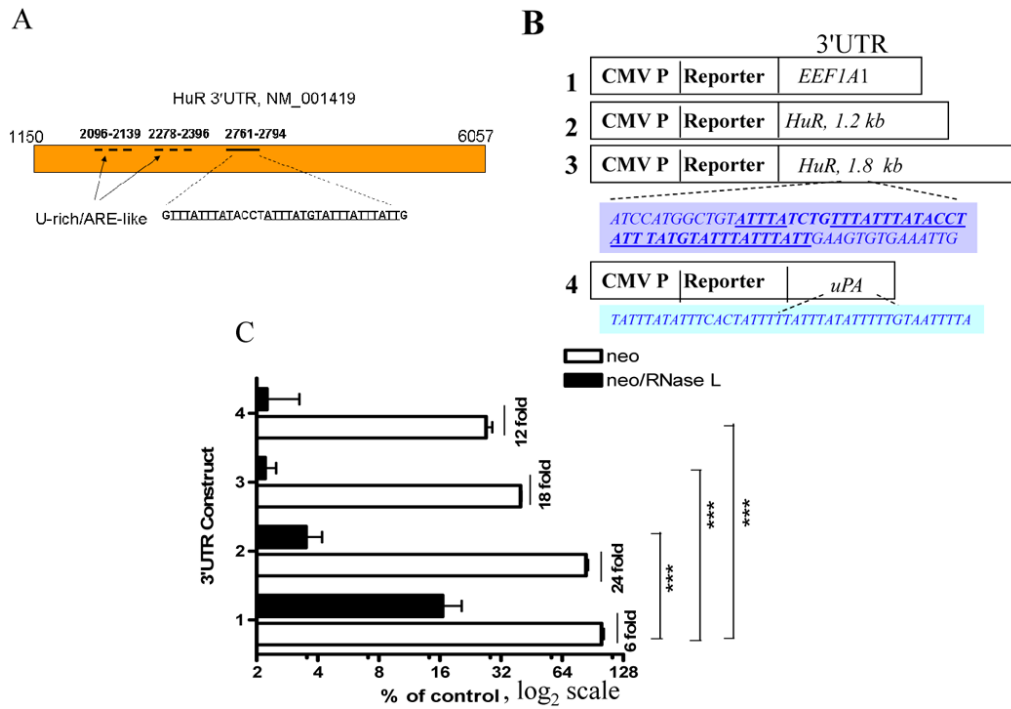 A
HuR 3'UTR, NM_001419
1150
2096-2139
2278-2396
2761-2794
6057
U-rich/ARE-like
GTTTATTTATACCTATTTATGTATTTATTTATTG
B
3'UTR
1 CMV P Reporter EEF1A1
2 CMV P Reporter HuR, 1.2 kb
3 CMV P Reporter HuR, 1.8 kb
ATCCATGGCTGTATTTATCTGTTTATTTATACCT
ATT TATGTATTTATTTATTGAAGTGTGAAATTG
4 CMV P Reporter uPA
TATTTATATTTCACTATTTTTATTTATATTTTTGTAATTTTA
C
neo
neo/RNase L
3'UTR Construct
4
12 fold
3
18 fold
2
24 fold
1
6 fold
***
***
***
2 4 8 16 32 64 128
% of control , log2 scale